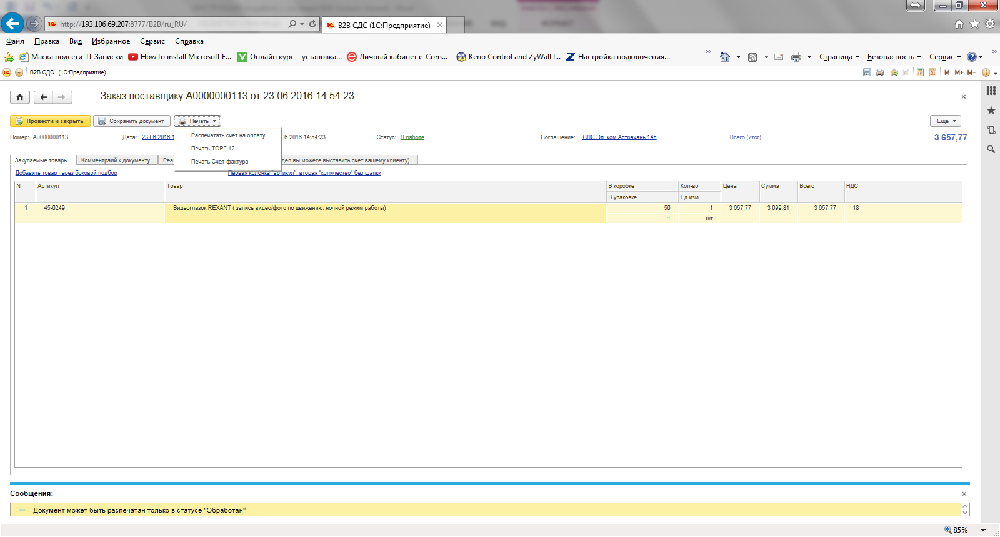 http://193.106.69.207:8777/B2B/ru_RU/
B2B СДС (1С:Предприятие)
Файл Правка Вид Избранное Сервис Справка
Маска подсети IT Записки How to install Microsoft E... Онлайн курс – установка... Личный кабинет e-Com... Kerio Control and ZyWall I... Настройка подключения...
Страница Безопасность Сервис
B2B СДС (1С:Предприятие)
M M+ M-
Заказ поставщику А0000000113 от 23.06.2016 14:54:23
Провести и закрыть Сохранить документ Печать Еще
Распечатать счет на оплату
Печать ТОРГ-12
Печать Счет-фактура
Номер: А0000000113 Дата: 23.06.2016 1 06.2016 14:54:23 Статус: В работе Соглашение: СДС Эл. ком Астрахань 14д Всего (итог): 3 657,77
Закупаемые товары Комментраий к документу Реа дел вы можете выставить счет вашему клиенту)
Добавить товар через боковой подбор Первая колонка "артикул", вторая "количество" без шапки
N Артикул Товар В коробке Кол-во Цена Сумма Всего НДС
В упаковке Ед изм
1 45-0249 Видеоглазок REXANT ( запись видео/фото по движению, ночной режим работы) 50 1 3 657,77 3 099,81 3 657,77 18
1 шт
Сообщения:
Документ может быть распечатан только в статусе "Обработан"
85%